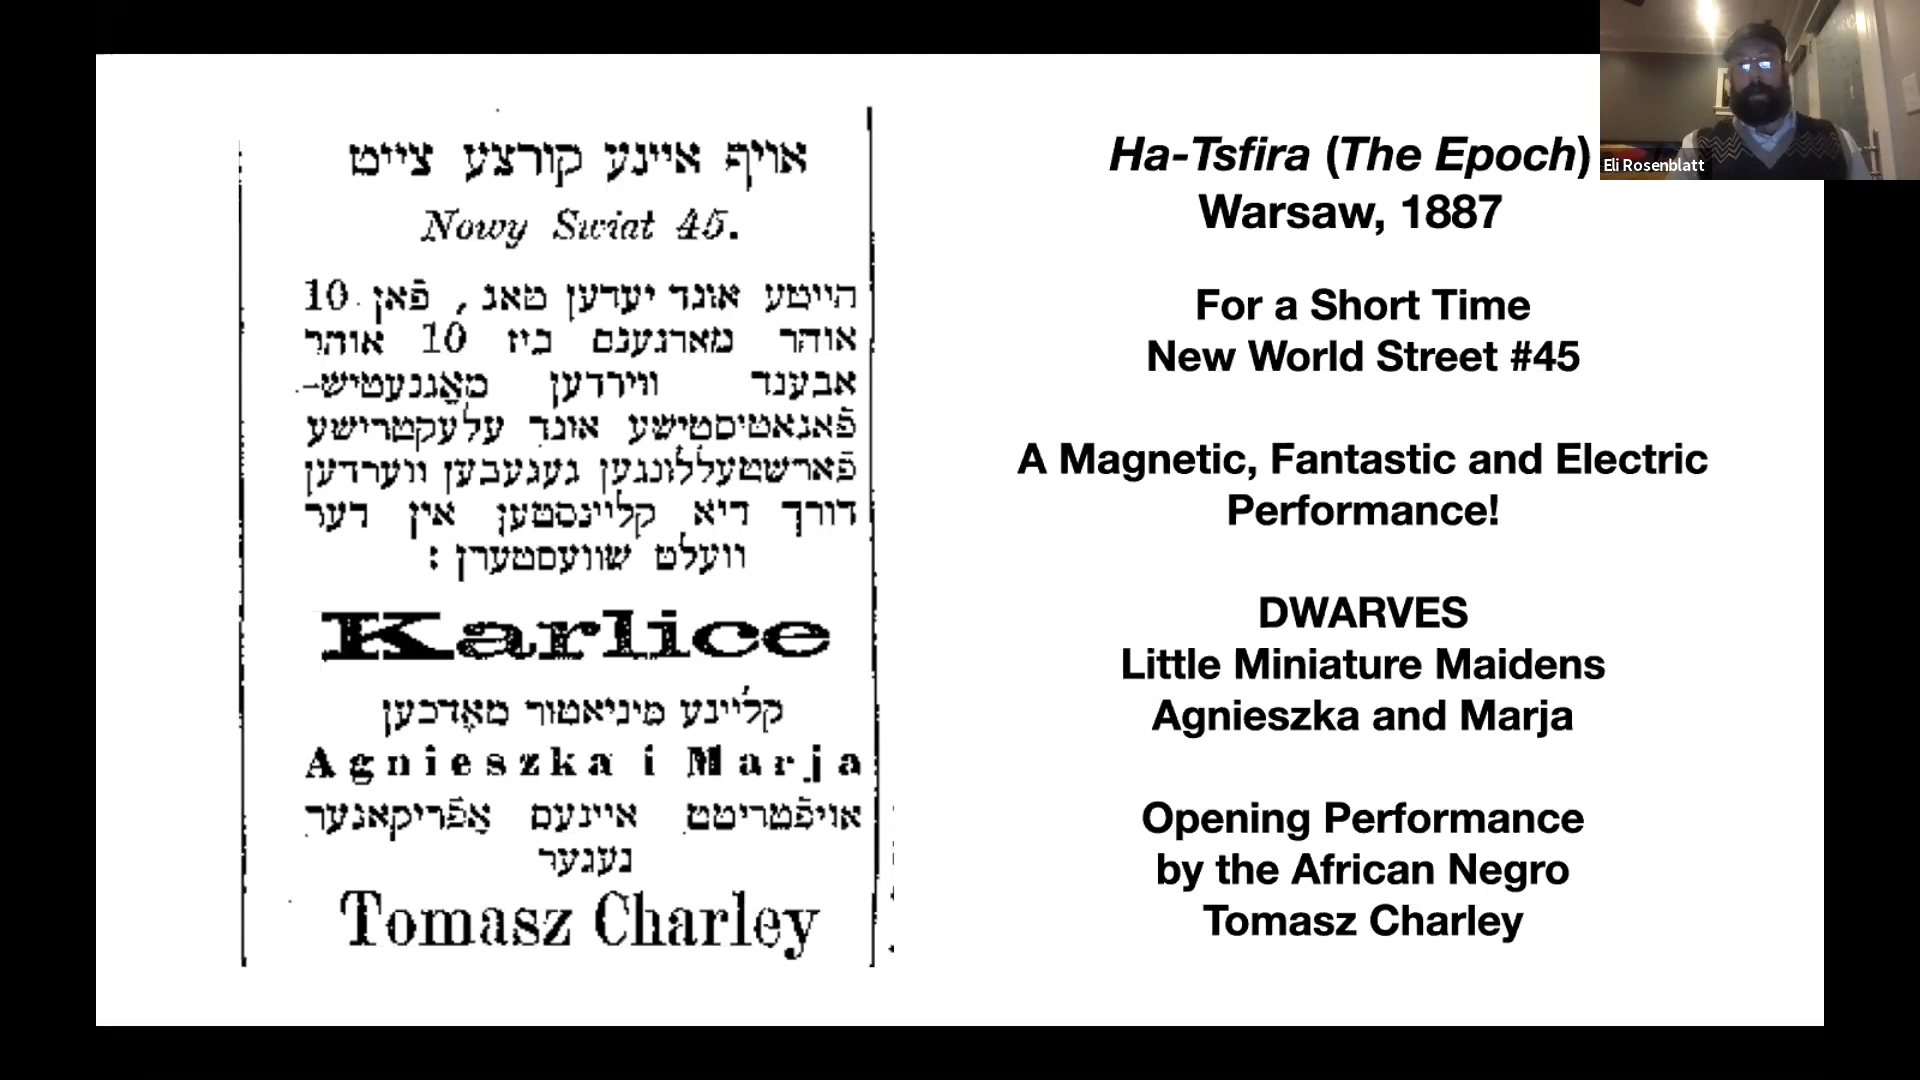 אויף איינע קורצע צייט
Nowy Swiat 45.
הייטע אונד יעדען טאג, פֿאן 10
אוהר מארגענס ביז 10 אוהר
אבענד ווירדען מאָגנעטיש-
פֿאנאטיסטישע אונד עלעקטרישע
פֿארשטעללונגען געגעבען ווערדען
דורך דיא קליינסטען אין דער
וועלט שוועסטערן:
Karlice
קליינע מיניאטור מאָדכען
Agnieszka i Marja
אויפֿטריטט איינעס אַפֿריקאנער
נעגער
Tomasz Charley
Ha-Tsfira (The Epoch)
Warsaw, 1887
For a Short Time
New World Street #45
A Magnetic, Fantastic and Electric
Performance!
DWARVES
Little Miniature Maidens
Agnieszka and Marja
Opening Performance
by the African Negro
Tomasz Charley
Eli Rosenblatt